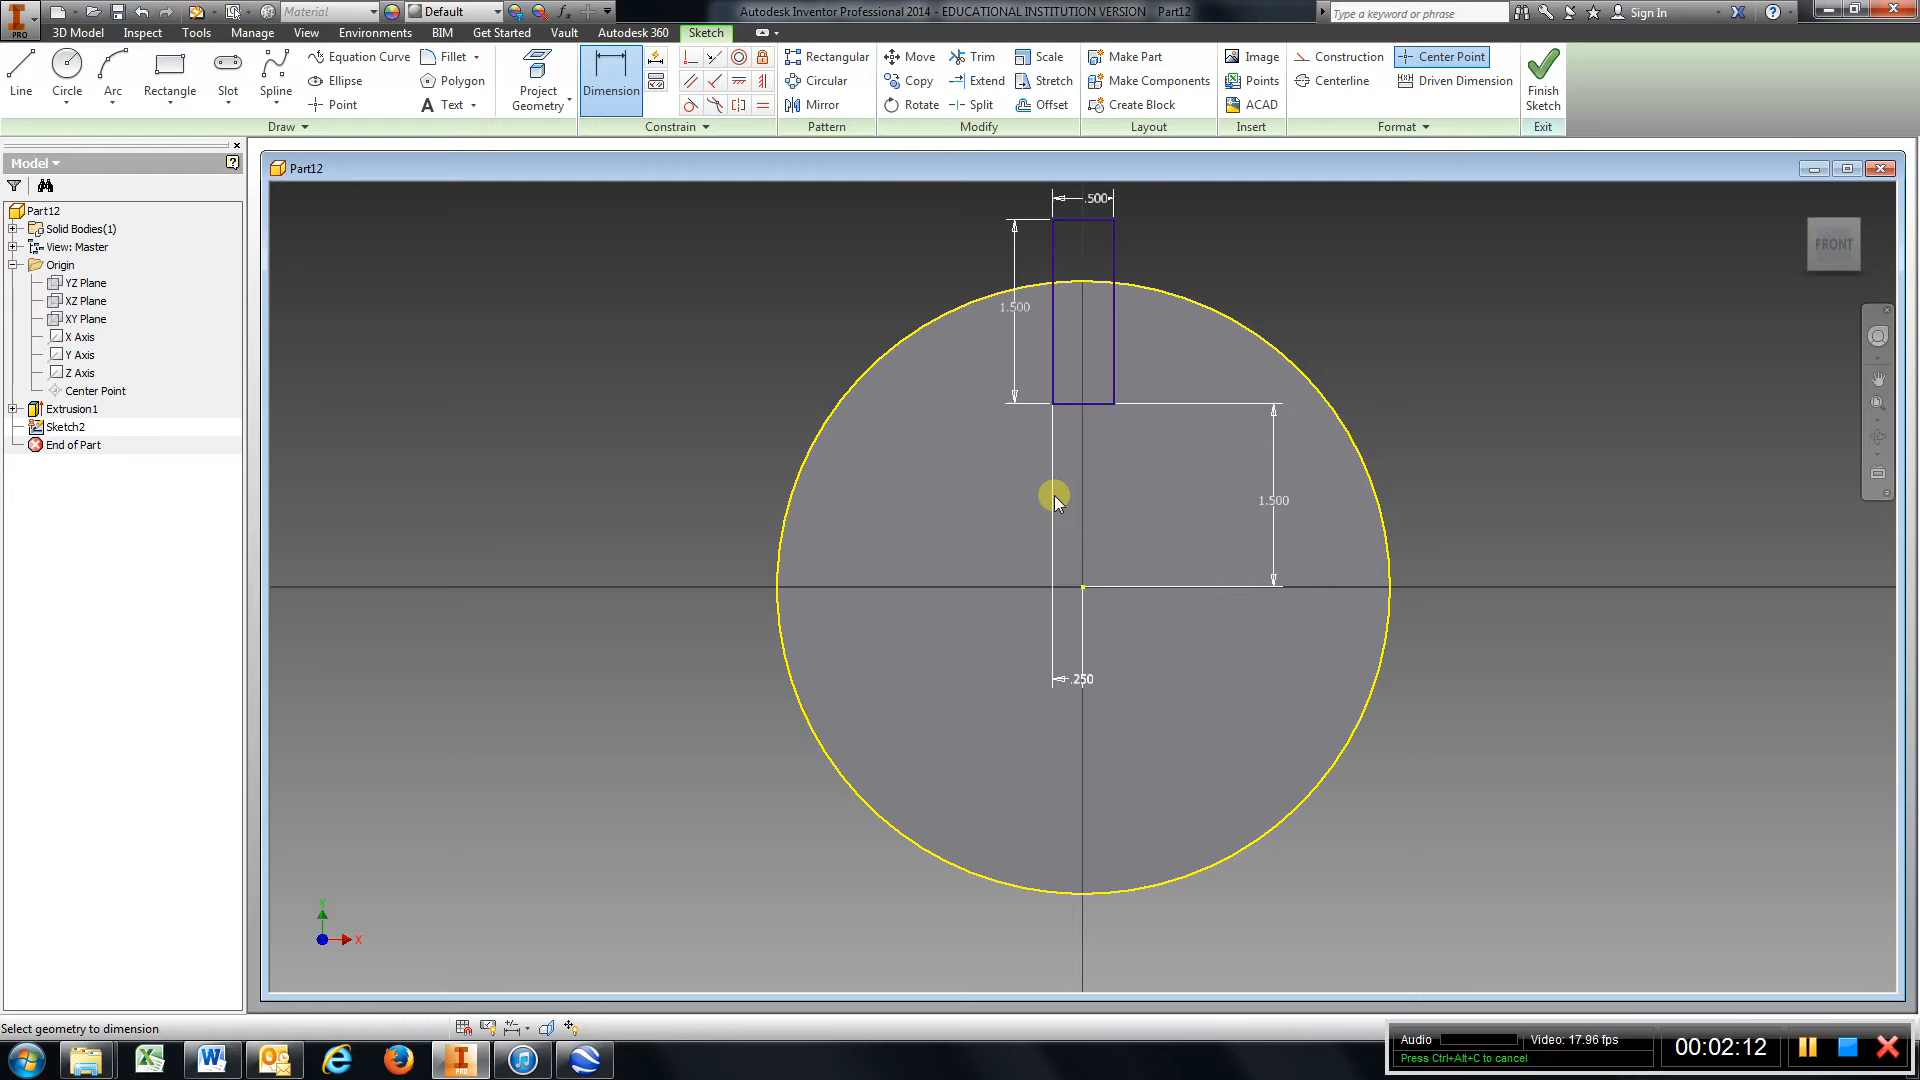 PRO
Material
Default
Autodesk Inventor Professional 2014 - EDUCATIONAL INSTITUTION VERSION Part12
Type a keyword or phrase
Sign In
3D Model Inspect Tools Manage View Environments BIM Get Started Vault Autodesk 360 Sketch
Line Circle Arc Rectangle Slot Spline
Equation Curve Fillet
Ellipse Polygon
Point Text
Project Geometry
Dimension
Rectangular
Circular
Mirror
Move Trim Scale
Copy Extend Stretch
Rotate Split Offset
Make Part
Make Components
Create Block
Image
Points
ACAD
Construction Center Point
Centerline Driven Dimension
Finish Sketch
Draw Constrain Pattern Modify Layout Insert Format Exit
Model
Part12
Part12
Solid Bodies(1)
View: Master
Origin
YZ Plane
XZ Plane
XY Plane
X Axis
Y Axis
Z Axis
Center Point
Extrusion1
Sketch2
End of Part
.500
1.500
1.500
.250
FRONT
Y
X
Select geometry to dimension
Audio Video: 17.96 fps
Press Ctrl+Alt+C to cancel
00:02:12